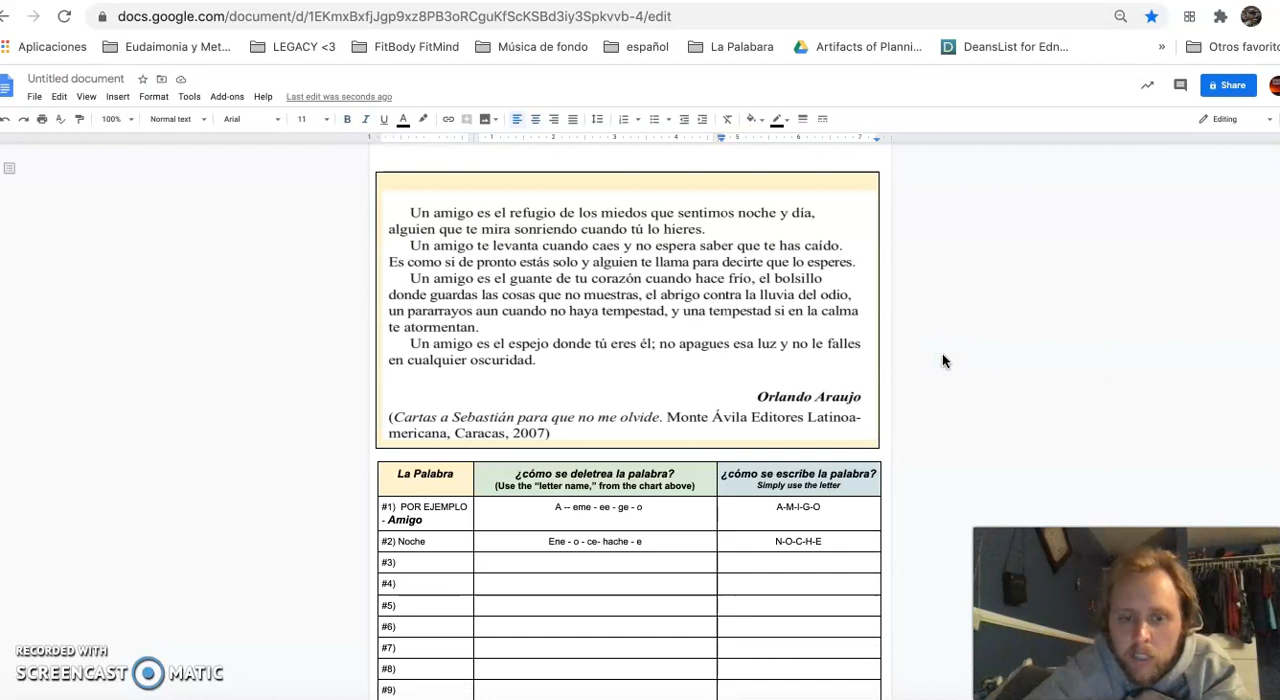 docs.google.com/document/d/1EKmxBxfjJgp9xz8PB3oRCguKfScKSBd3iy3Spkvvb-4/edit
Aplicaciones Eudaimonia y Met... LEGACY <3 FitBody FitMind Música de fondo español La Palabara Artifacts of Planni... DeansList for Edn... » Otros favorito
Untitled document
File Edit View Insert Format Tools Add-ons Help Last edit was seconds ago
Share
100% Normal text Arial 11 B I U A Editing
1 1 2 3 4 5 6 7
Un amigo es el refugio de los miedos que sentimos noche y día,
alguien que te mira sonriendo cuando tú lo hieres.
Un amigo te levanta cuando caes y no espera saber que te has caído.
Es como si de pronto estás solo y alguien te llama para decirte que lo esperes.
Un amigo es el guante de tu corazón cuando hace frío, el bolsillo
donde guardas las cosas que no muestras, el abrigo contra la lluvia del odio,
un pararrayos aun cuando no haya tempestad, y una tempestad si en la calma
te atormentan.
Un amigo es el espejo donde tú eres él; no apagues esa luz y no le falles
en cualquier oscuridad.
Orlando Araujo
(Cartas a Sebastián para que no me olvide. Monte Ávila Editores Latinoa-
mericana, Caracas, 2007)
La Palabra ¿cómo se deletrea la palabra? ¿cómo se escribe la palabra?
(Use the “letter name,” from the chart above) Simply use the letter
#1) POR EJEMPLO A -- eme - ee - ge - o A-M-I-G-O
- Amigo
#2) Noche Ene - o - ce- hache - e N-O-C-H-E
#3)
#4)
#5)
#6)
#7)
#8)
#9)
RECORDED WITH
SCREENCAST MATIC